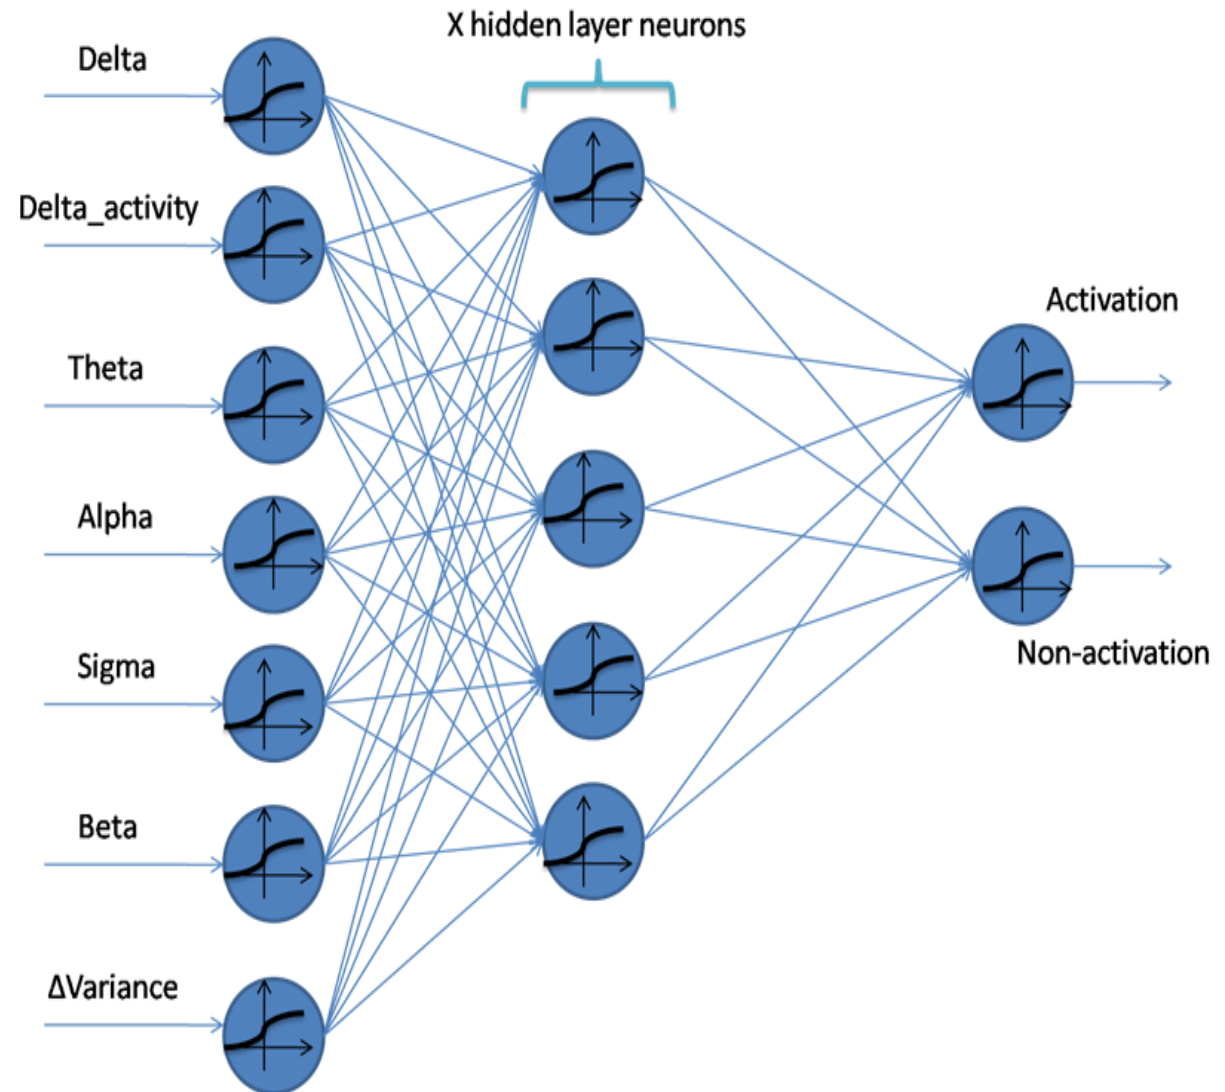 X hidden layer neurons
Delta
Delta_activity
Theta
Alpha
Sigma
Beta
ΔVariance
Activation
Non-activation